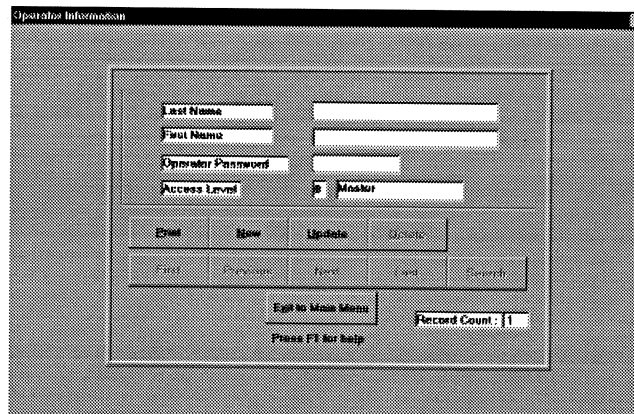 Operator Information
Last Name
First Name
Operator Password
Access Level Master
Print New Update Delete
First Previous Next Last Search
Exit to Main Menu
Record Count : 1
Press F1 for help